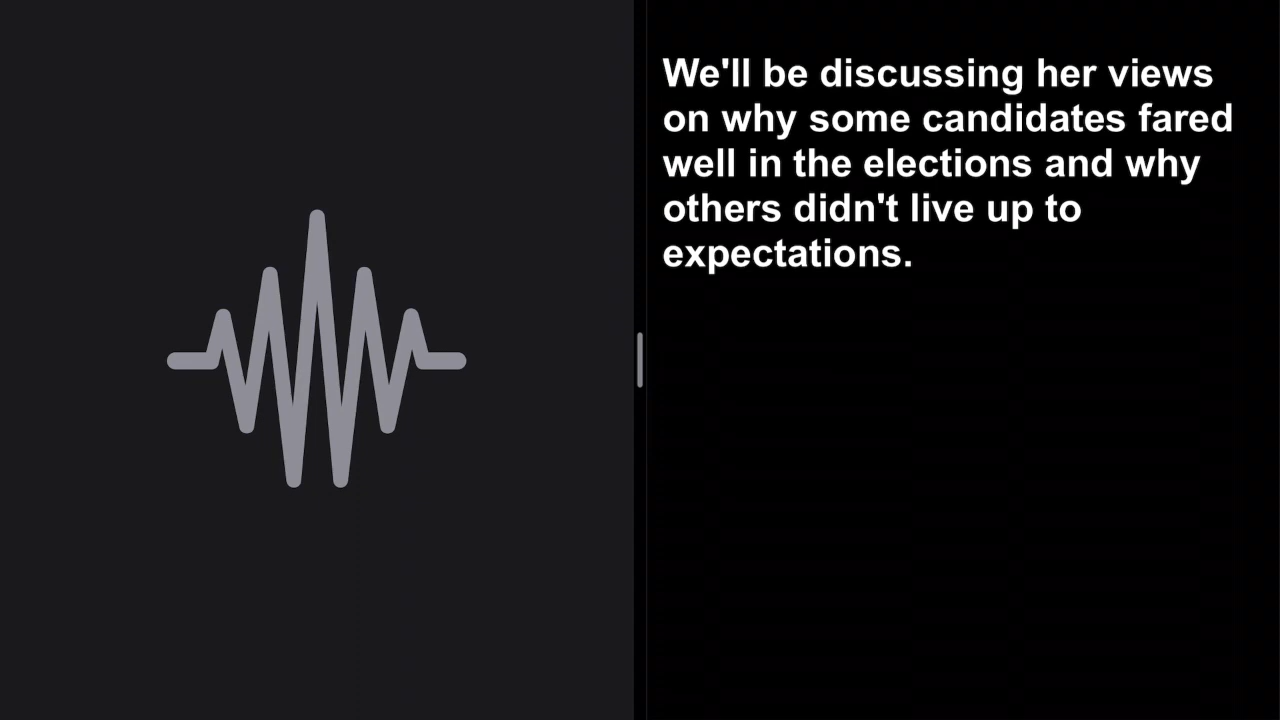 We'll be discussing her views
on why some candidates fared
well in the elections and why
others didn't live up to
expectations.